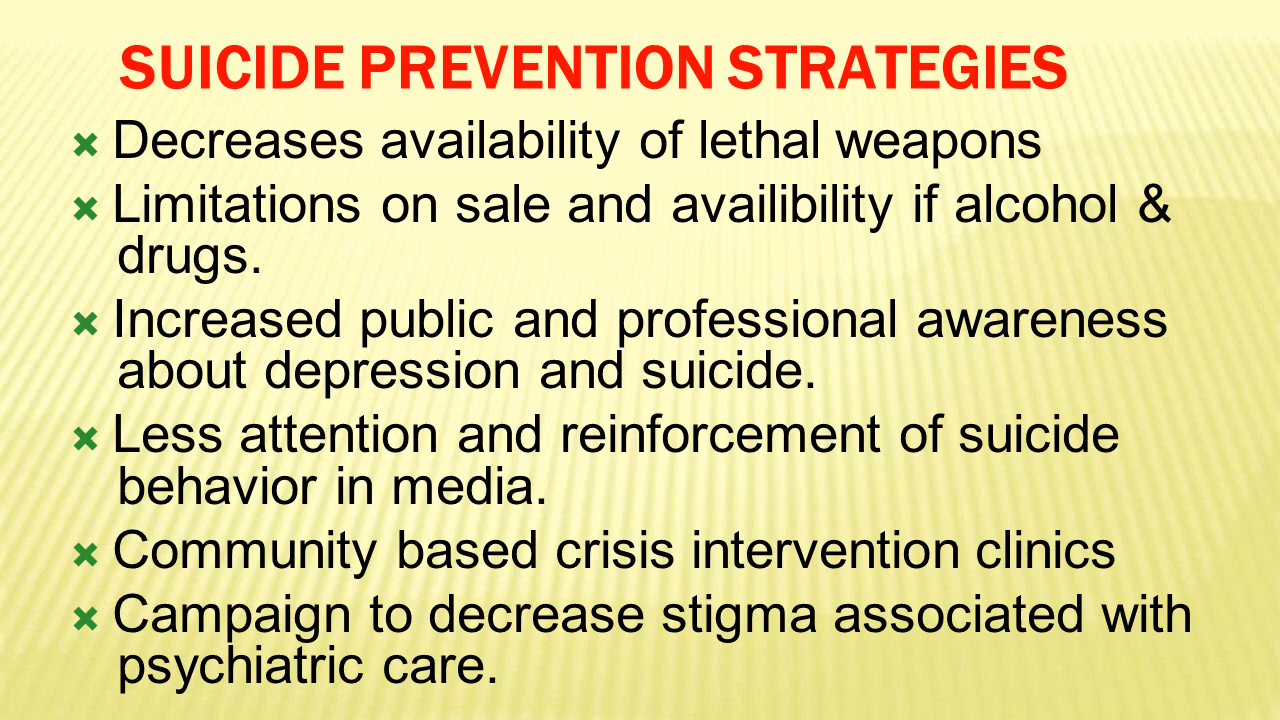 SUICIDE PREVENTION STRATEGIES
Decreases availability of lethal weapons
Limitations on sale and availibility if alcohol &
drugs.
Increased public and professional awareness
about depression and suicide.
Less attention and reinforcement of suicide
behavior in media.
Community based crisis intervention clinics
Campaign to decrease stigma associated with
psychiatric care.